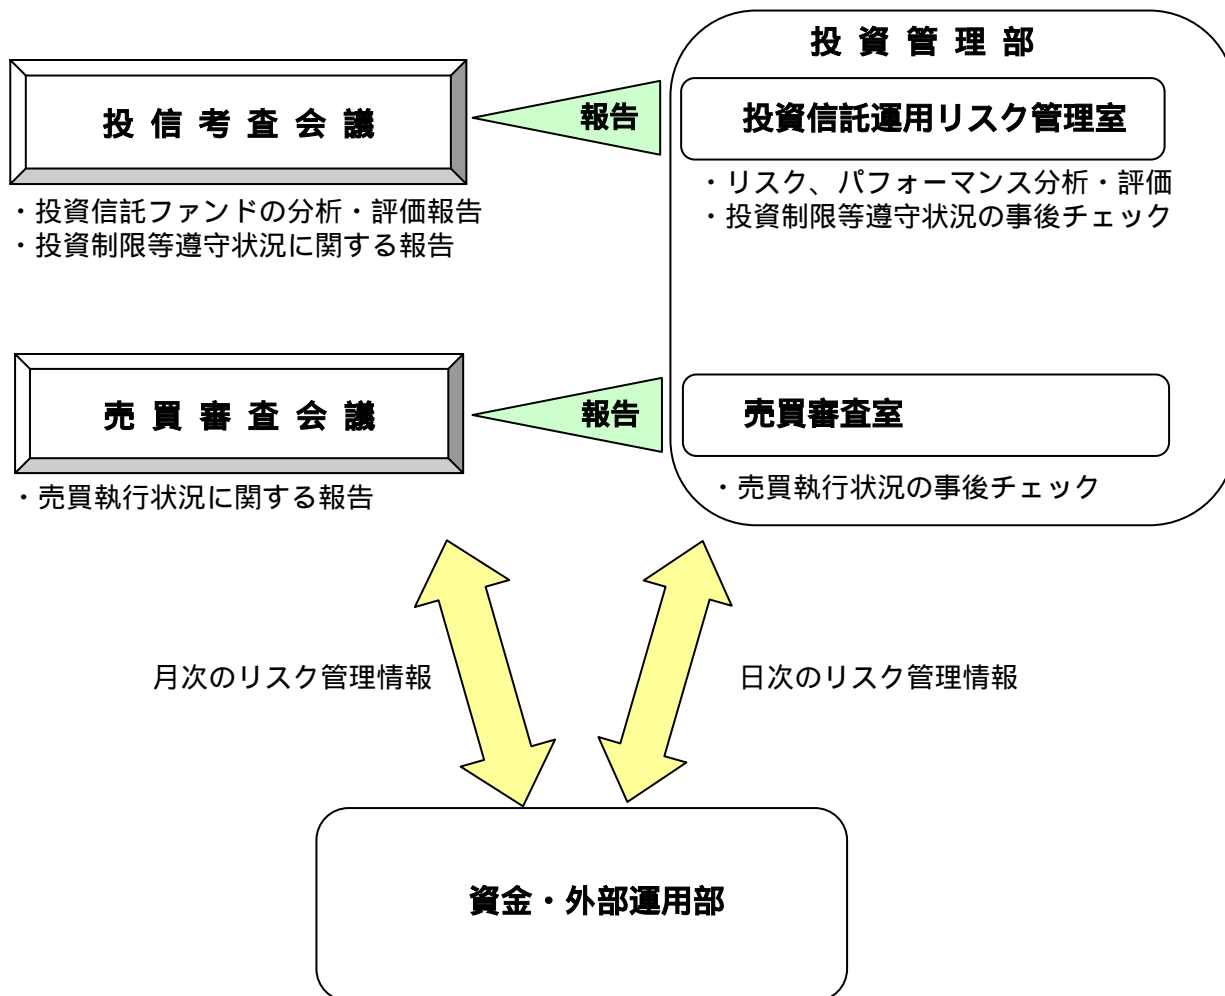 投資管理部
投信考査会議
報告
投資信託運用リスク管理室
・投資信託ファンドの分析・評価報告
・投資制限等遵守状況に関する報告
・リスク、パフォーマンス分析・評価
・投資制限等遵守状況の事後チェック
売買審査会議
報告
売買審査室
・売買執行状況に関する報告
・売買執行状況の事後チェック
月次のリスク管理情報
日次のリスク管理情報
資金・外部運用部